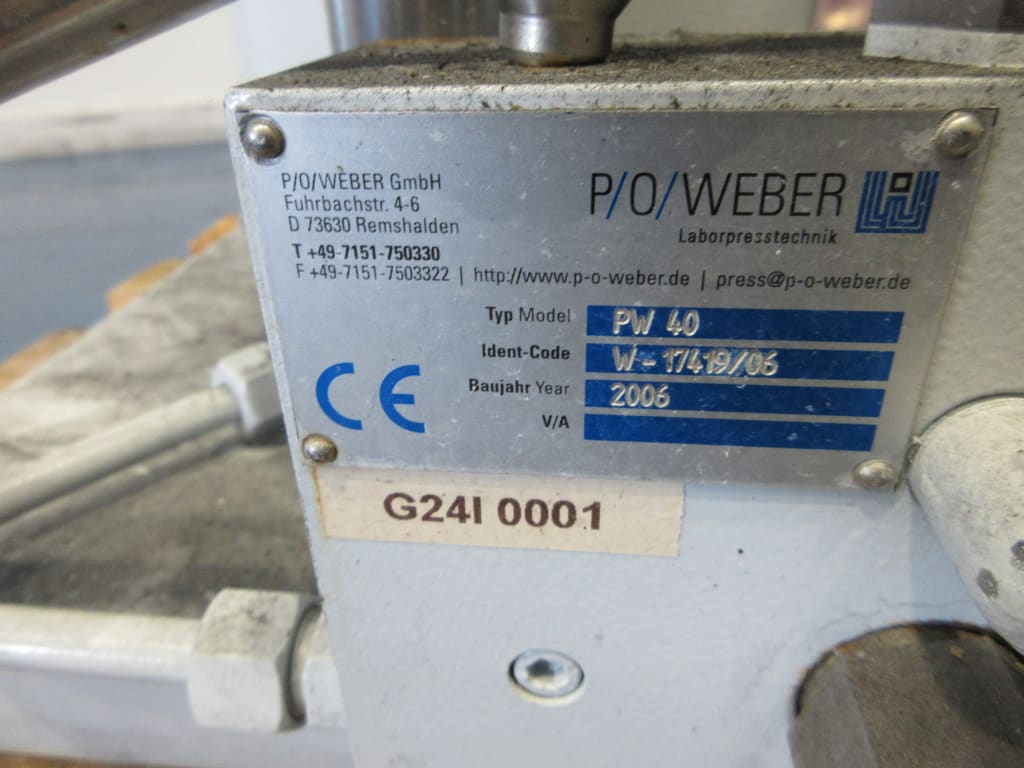 P/O/WEBER GmbH
Fuhrbachstr. 4-6
D 73630 Remshalden
T +49-7151-750330
F +49-7151-7503322 | http://www.p-o-weber.de | press@p-o-weber.de
P/O/WEBER
Laborpresstechnik
Typ Model PW 40
Ident-Code W-17419/06
Baujahr Year 2006
V/A
CE
G24I 0001